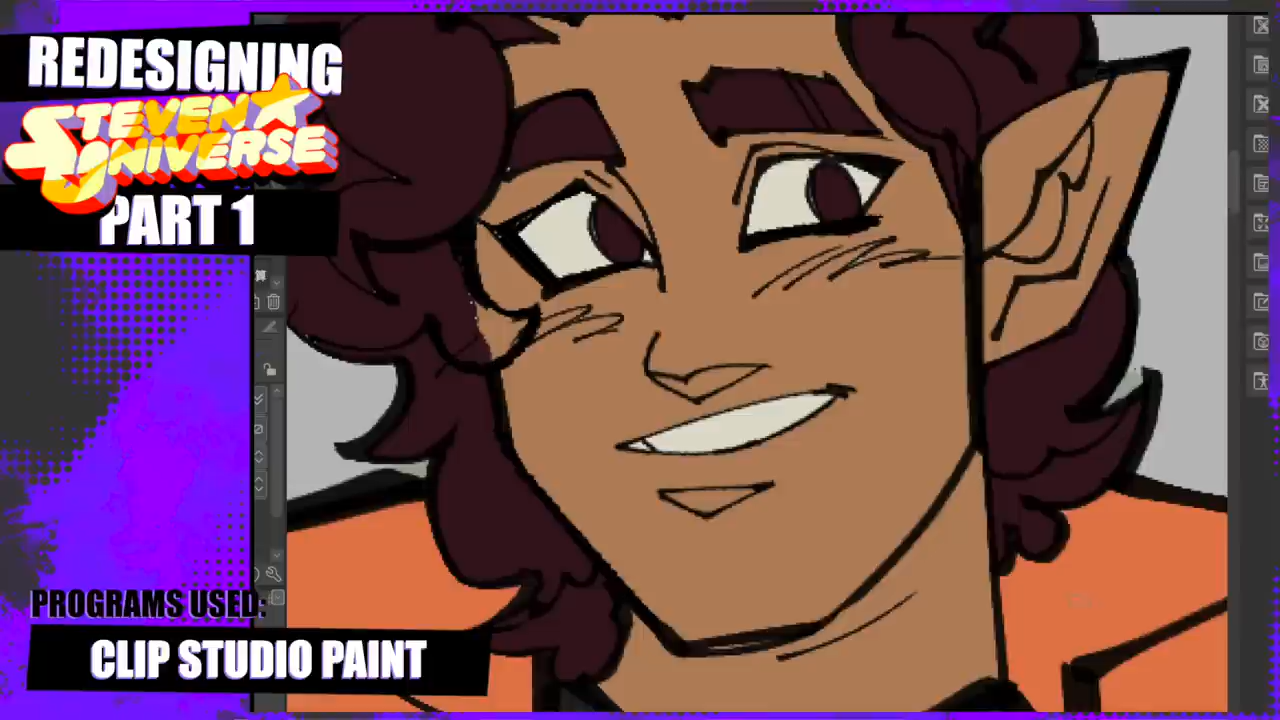 REDESIGNING
STEVEN
UNIVERSE
PART 1
PROGRAMS USED:
CLIP STUDIO PAINT